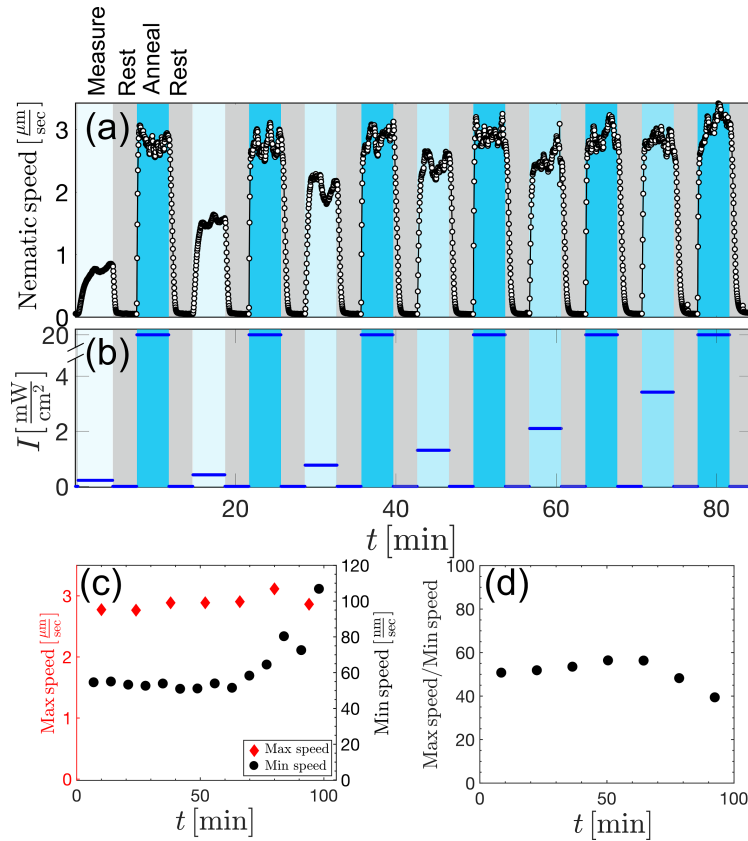 Measure
Rest
Anneal
Rest
(a)
Nematic speed [μm/sec]
3
2
1
0
(b)
I [mW/cm²]
20
4
2
0
20 40 60 80
t [min]
(c)
Max speed [μm/sec]
3
2
1
0
Min speed [nm/sec]
120
100
80
60
40
20
0
Max speed
Min speed
0 50 100
t [min]
(d)
Max speed/Min speed
100
80
60
40
20
0
0 50 100
t [min]